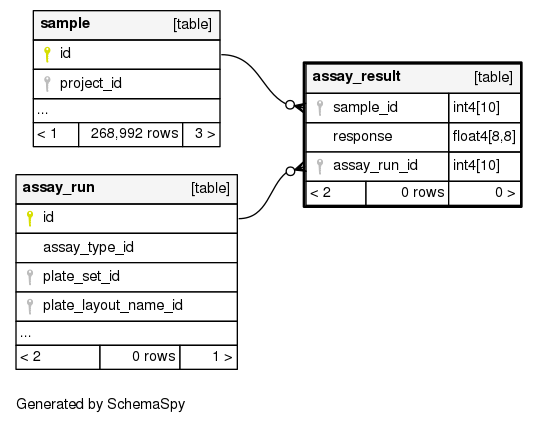 sample [table]
id
project_id
...
< 1 268,992 rows 3 >
assay_result [table]
sample_id int4[10]
response float4[8,8]
assay_run_id int4[10]
< 2 0 rows 0 >
assay_run [table]
id
assay_type_id
plate_set_id
plate_layout_name_id
...
< 2 0 rows 1 >
Generated by SchemaSpy